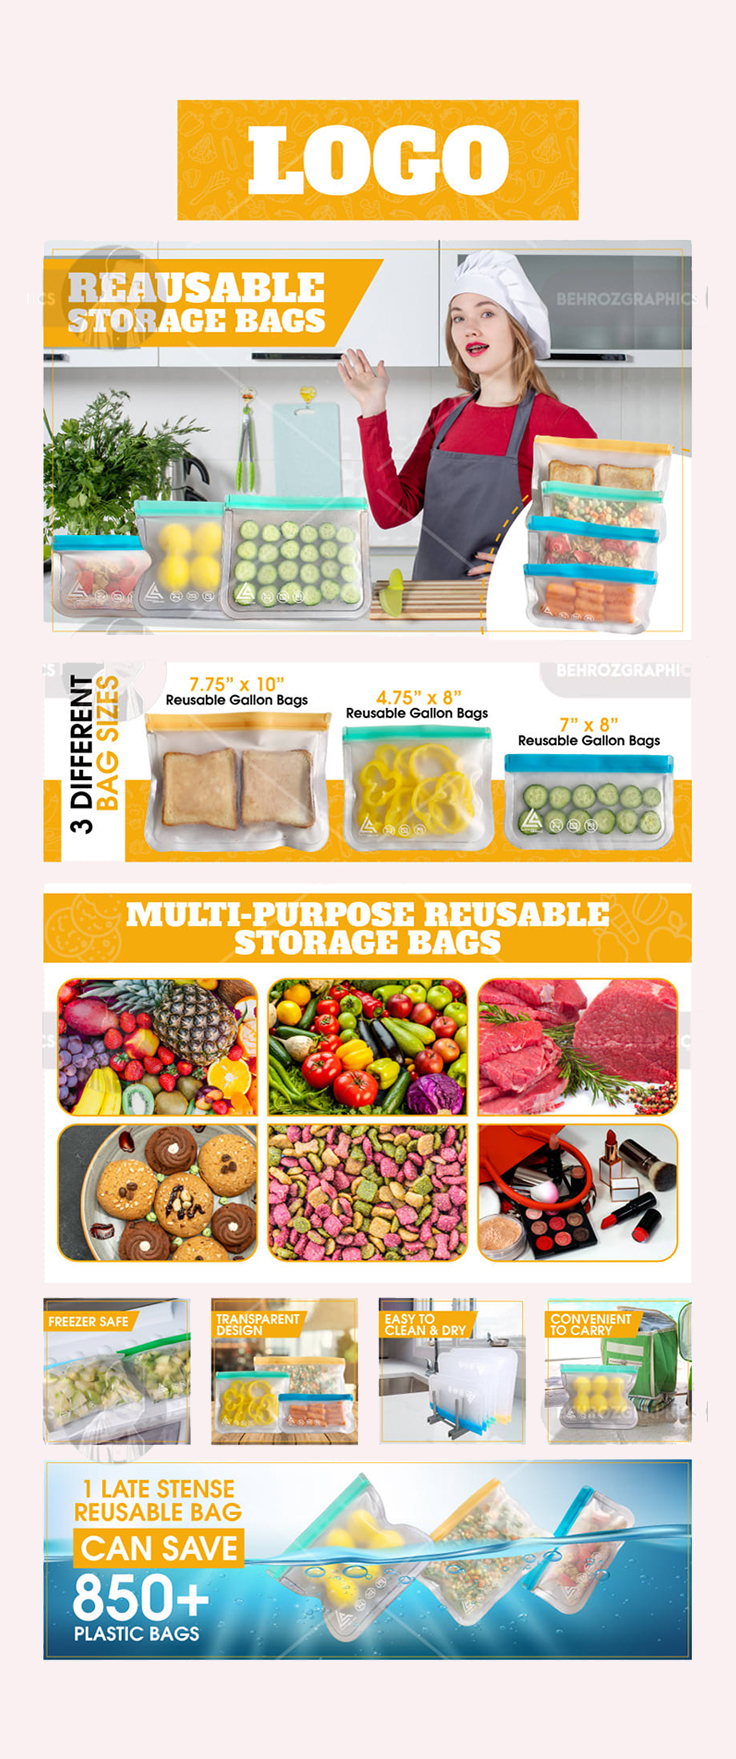 LOGO
REAUSABLE
STORAGE BAGS
BEHROZGRAPHICS
3 DIFFERENT
BAG SIZES
7.75” x 10”
Reusable Gallon Bags
4.75” x 8”
Reusable Gallon Bags
7” x 8”
Reusable Gallon Bags
BEHROZGRAPHIC
MULTI-PURPOSE REUSABLE
STORAGE BAGS
FREEZER SAFE
TRANSPARENT
DESIGN
EASY TO
CLEAN & DRY
CONVENIENT
TO CARRY
BEHROZGRAPHICS
1 LATE STENSE
REUSABLE BAG
CAN SAVE
850+
PLASTIC BAGS